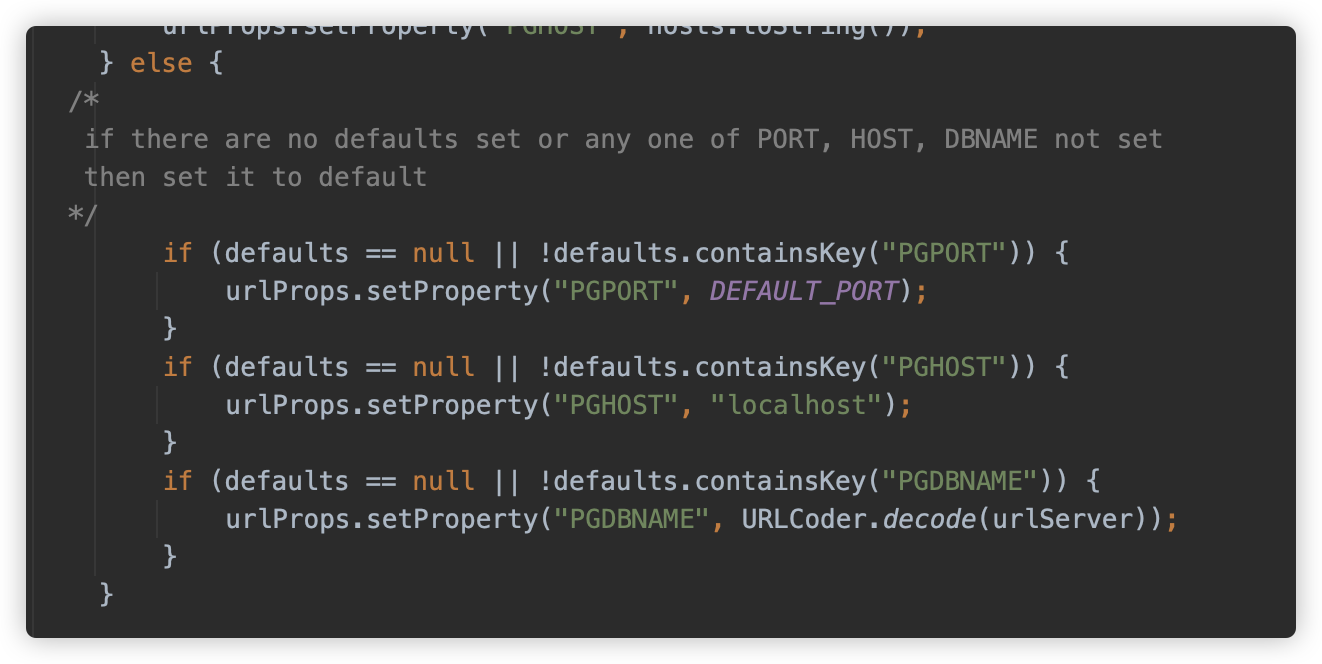 urlProps.setProperty("PGHOST", hosts.toString());
} else {
/*
if there are no defaults set or any one of PORT, HOST, DBNAME not set
then set it to default
*/
if (defaults == null || !defaults.containsKey("PGPORT")) {
urlProps.setProperty("PGPORT", DEFAULT_PORT);
}
if (defaults == null || !defaults.containsKey("PGHOST")) {
urlProps.setProperty("PGHOST", "localhost");
}
if (defaults == null || !defaults.containsKey("PGDBNAME")) {
urlProps.setProperty("PGDBNAME", URLCoder.decode(urlServer));
}
}